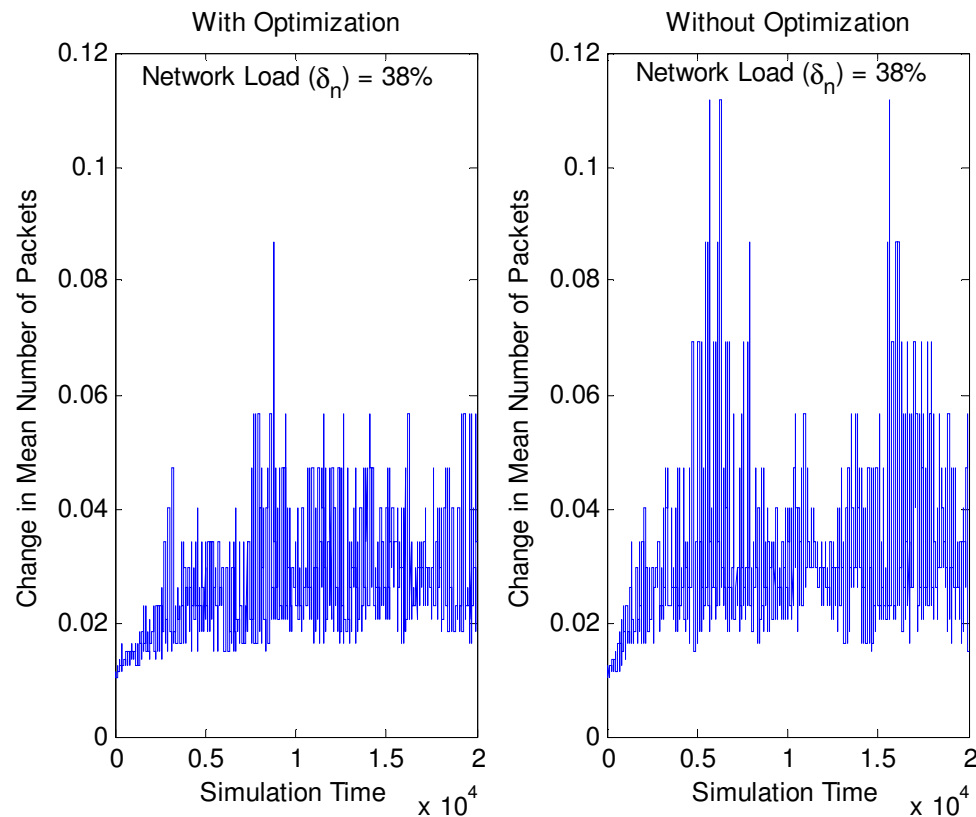 With Optimization
Network Load (δ_n) = 38%
Change in Mean Number of Packets
0.12
0.1
0.08
0.06
0.04
0.02
0
0 0.5 1 1.5 2
Simulation Time
x 10^4
Without Optimization
Network Load (δ_n) = 38%
Change in Mean Number of Packets
0.12
0.1
0.08
0.06
0.04
0.02
0
0 0.5 1 1.5 2
Simulation Time
x 10^4